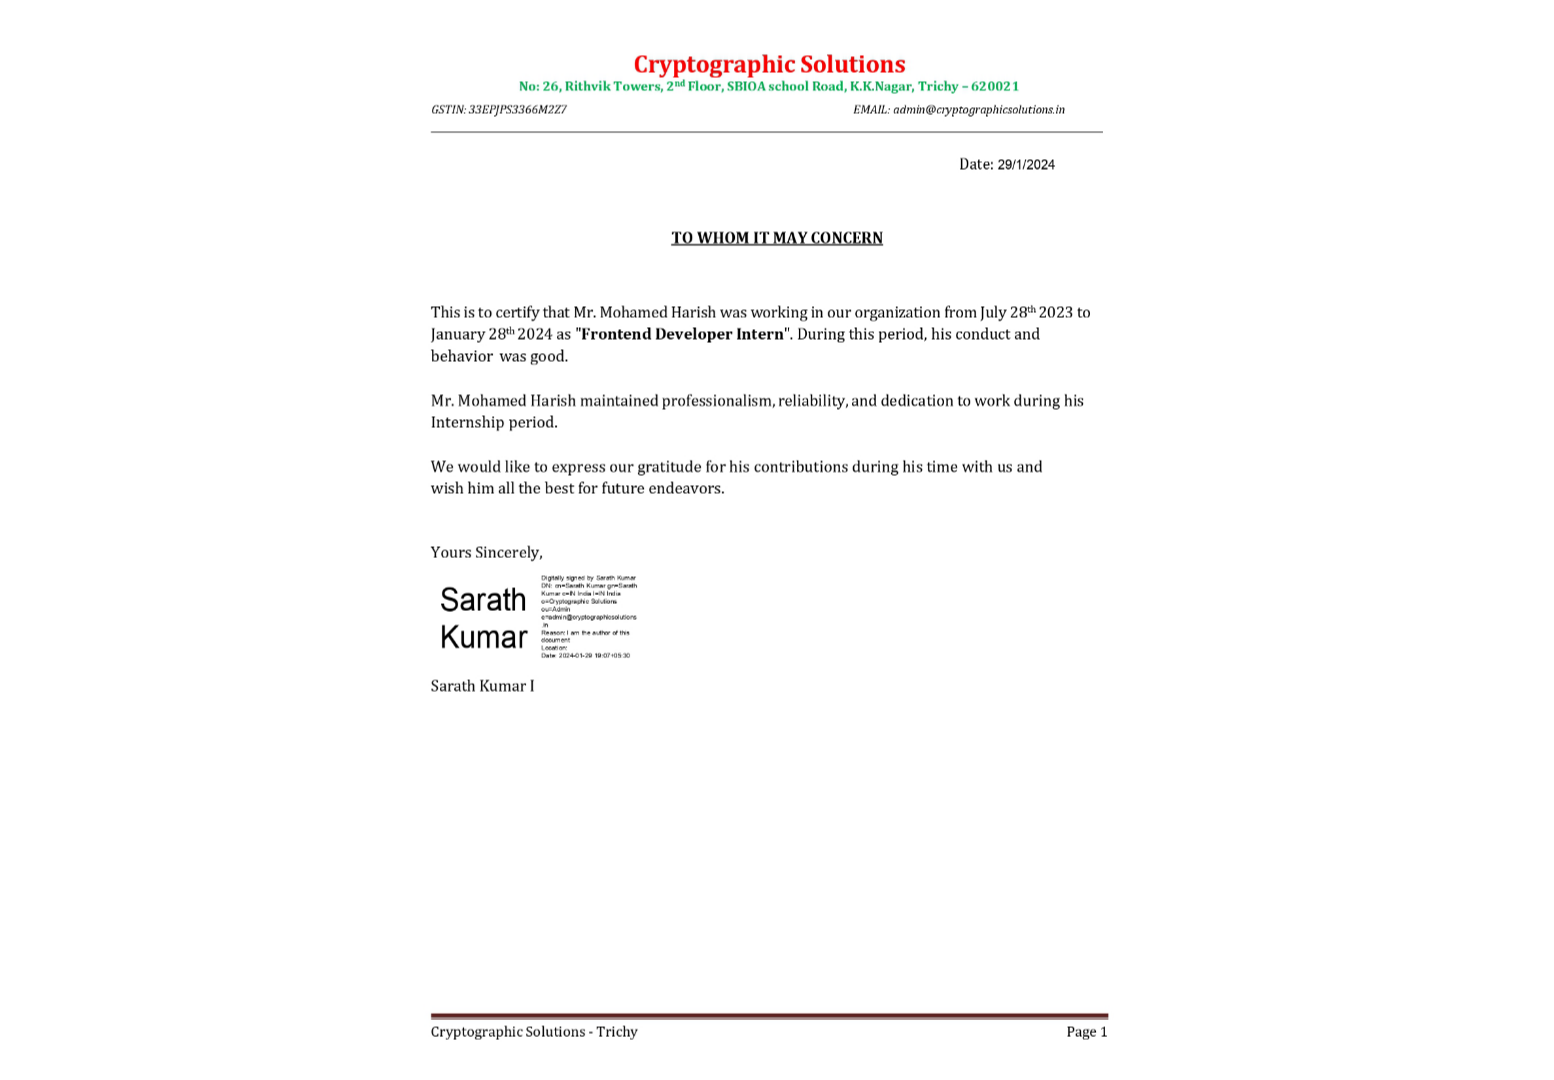 Cryptographic Solutions
No: 26, Rithvik Towers, 2nd Floor, SBIOA school Road, K.K.Nagar, Trichy – 620021
GSTIN: 33EPJPS3366M2Z7 EMAIL: admin@cryptographicsolutions.in
Date: 29/1/2024
TO WHOM IT MAY CONCERN
This is to certify that Mr. Mohamed Harish was working in our organization from July 28th 2023 to
January 28th 2024 as "Frontend Developer Intern". During this period, his conduct and
behavior was good.
Mr. Mohamed Harish maintained professionalism, reliability, and dedication to work during his
Internship period.
We would like to express our gratitude for his contributions during his time with us and
wish him all the best for future endeavors.
Yours Sincerely,
Sarath
Kumar
Digitally signed by Sarath Kumar
DN: cn=Sarath Kumar gn=Sarath
Kumar c=IN India l=IN India
o=Cryptographic Solutions
ou=Admin
e=admin@cryptographicsolutions
.in
Reason: I am the author of this
document
Location:
Date: 2024-01-29 19:07+05:30
Sarath Kumar I
Cryptographic Solutions - Trichy Page 1